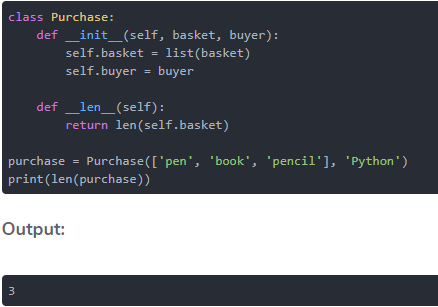 class Purchase:
    def __init__(self, basket, buyer):
        self.basket = list(basket)
        self.buyer = buyer

    def __len__(self):
        return len(self.basket)

purchase = Purchase(['pen', 'book', 'pencil'], 'Python')
print(len(purchase))
Output:
3